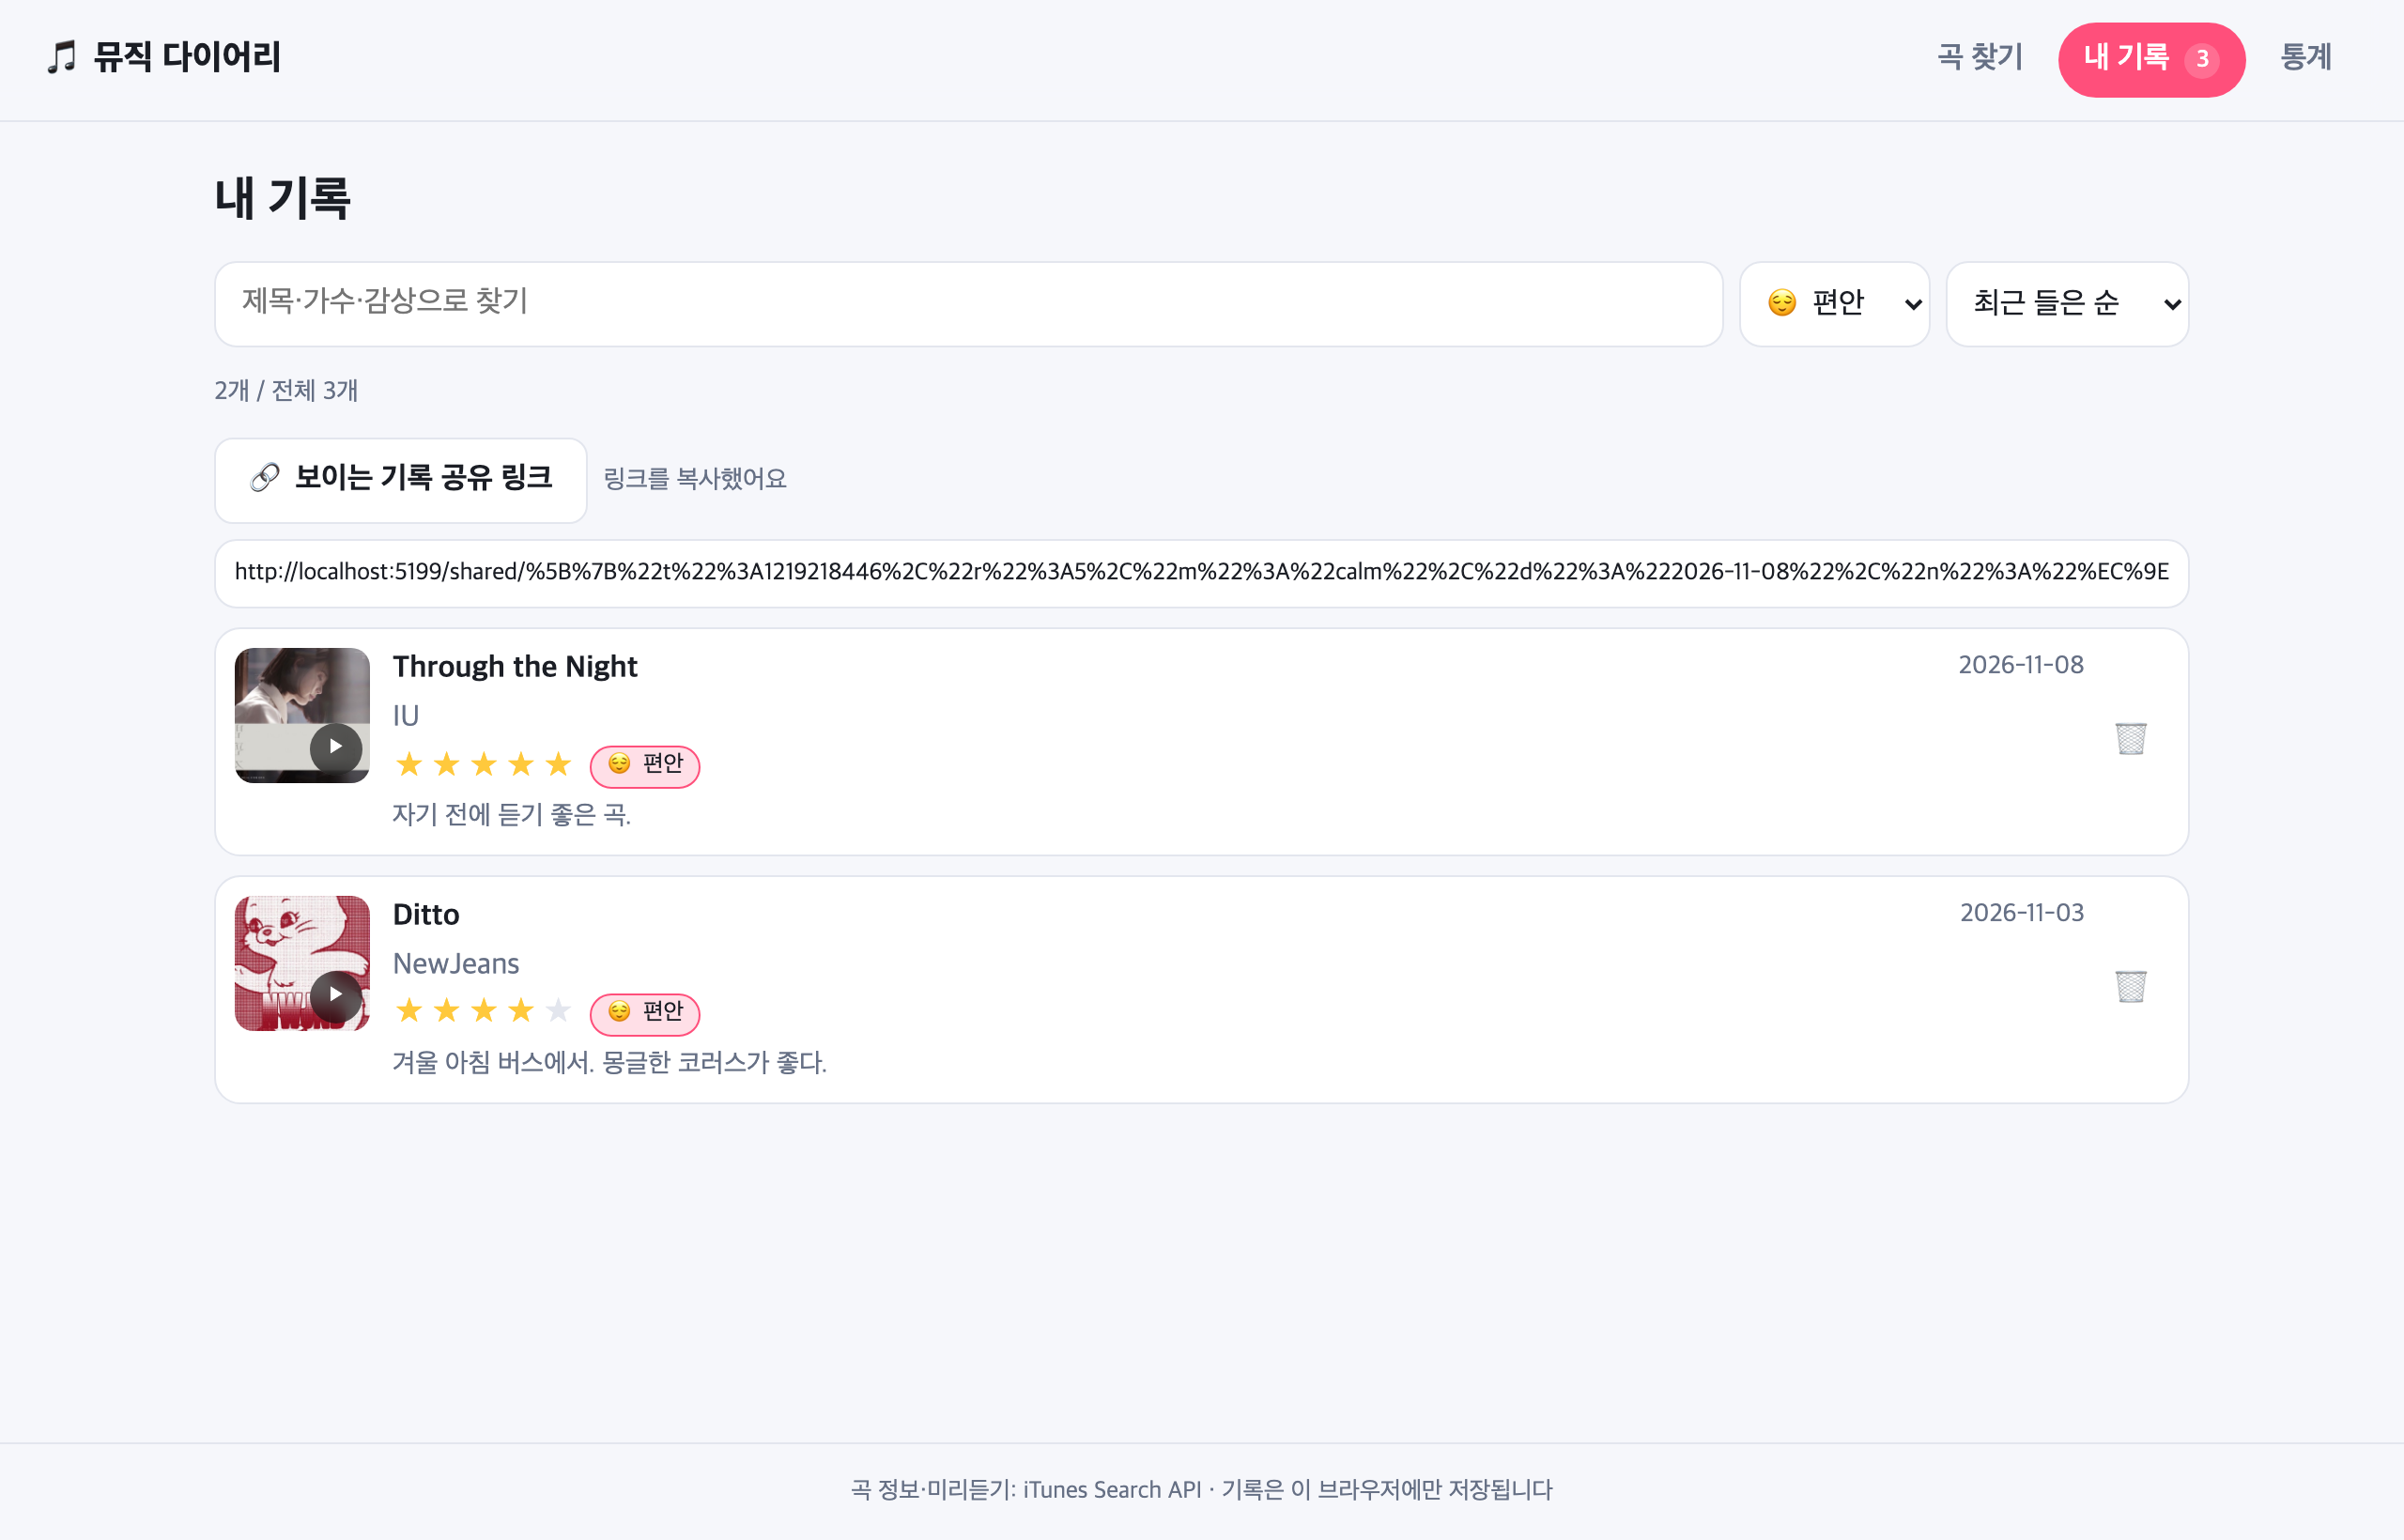 🎵 뮤직 다이어리
곡 찾기
내 기록 3
통계
내 기록
제목·가수·감상으로 찾기
😌 편안
최근 들은 순
2개 / 전체 3개
🔗 보이는 기록 공유 링크
링크를 복사했어요
http://localhost:5199/shared/%5B%7B%22t%22%3A1219218446%2C%22r%22%3A5%2C%22m%22%3A%22calm%22%2C%22d%22%3A%222026-11-08%22%2C%22n%22%3A%22%EC%9E
Through the Night
2026-11-08
IU
★★★★★ 😌 편안
자기 전에 듣기 좋은 곡.
Ditto
2026-11-03
NewJeans
★★★★★ 😌 편안
겨울 아침 버스에서. 몽글한 코러스가 좋다.
곡 정보·미리듣기: iTunes Search API · 기록은 이 브라우저에만 저장됩니다